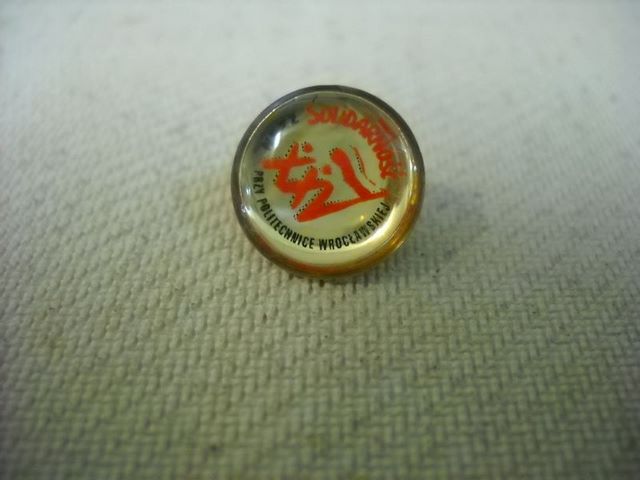 SOLIDARNOŚĆ
PRZY POLITECHNICE WROCŁAWSKIEJ